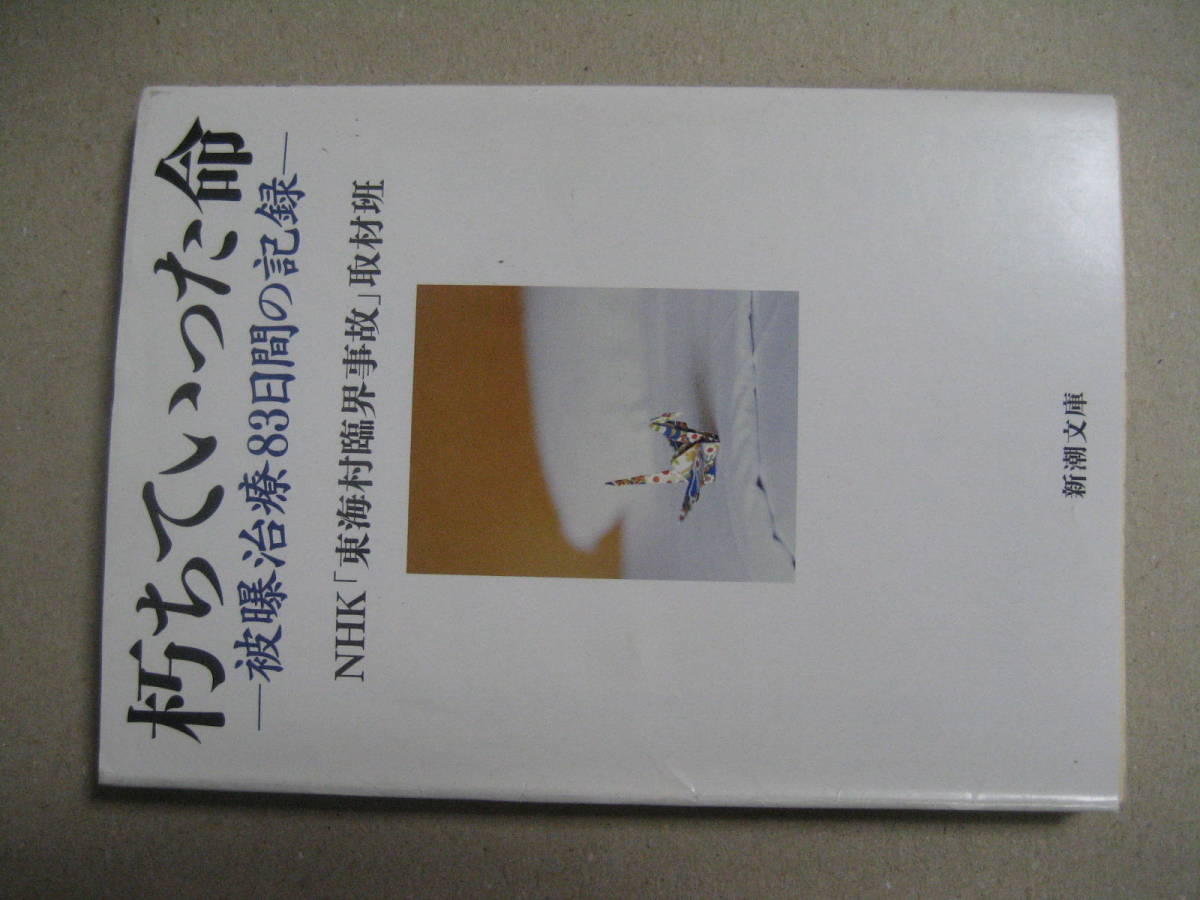 朽ちていった命
―被曝治療83日間の記録―
NHK「東海村臨界事故」取材班
新潮文庫